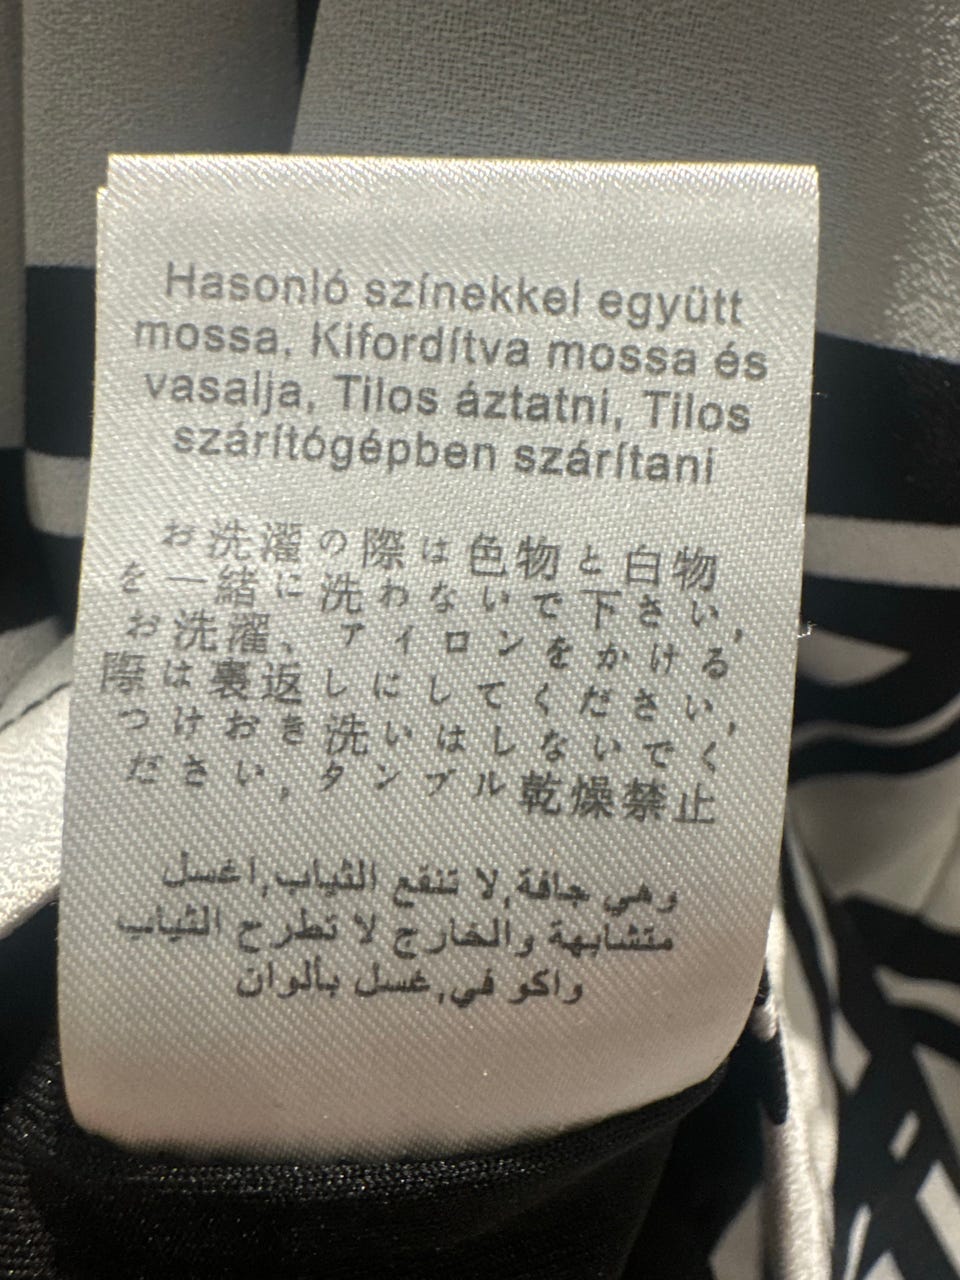 Hasonló színekkel együtt
mossa, Kifordítva mossa és
vasalja, Tilos áztatni, Tilos
szárítógépben szárítani
お洗濯の際は色物と白物
を一緒に洗わないで下さい,
お洗濯、アイロンをかける
際は裏返しにしてください,
つけおき洗いはしないでく
ださい,タンブル乾燥禁止
وهي جافة,لا تنقع الثياب,اغسل
متشابهة والخارج لا تطرح الثياب
واكو في,غسل بألوان